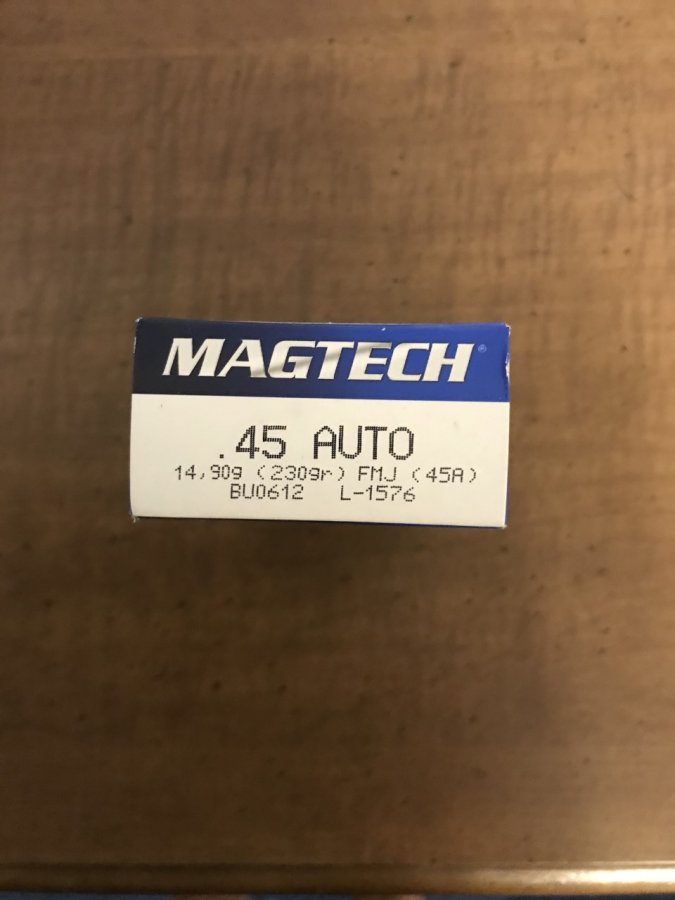 MAGTECH®
.45 AUTO
14,90g (230gr) FMJ (45A)
BU0612 L-1576